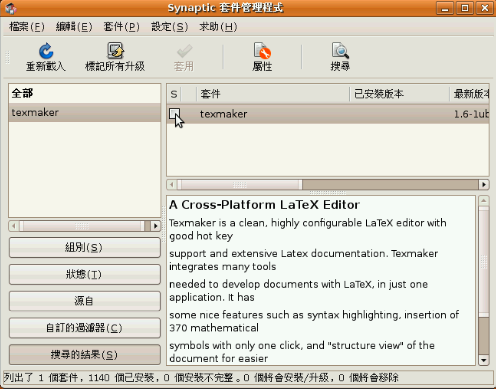 Synaptic 套件管理程式
檔案(F) 編輯(E) 套件(P) 設定(S) 求助(H)
重新載入 標記所有升級 套用 屬性 搜尋
全部
texmaker
S 套件 已安裝版本 最新版本
texmaker 1.6-1ub
A Cross-Platform LaTeX Editor
Texmaker is a clean, highly configurable LaTeX editor with
good hot key
support and extensive Latex documentation. Texmaker
integrates many tools
needed to develop documents with LaTeX, in just one
application. It has
some nice features such as syntax highlighting, insertion of
370 mathematical
symbols with only one click, and "structure view" of the
document for easier
組別(S)
狀態(T)
源自
自訂的過濾器(C)
搜尋的結果(S)
列出了 1 個套件，1140 個已安裝，0 個安裝不完整。0 個將會安裝/升級，0 個將會移除